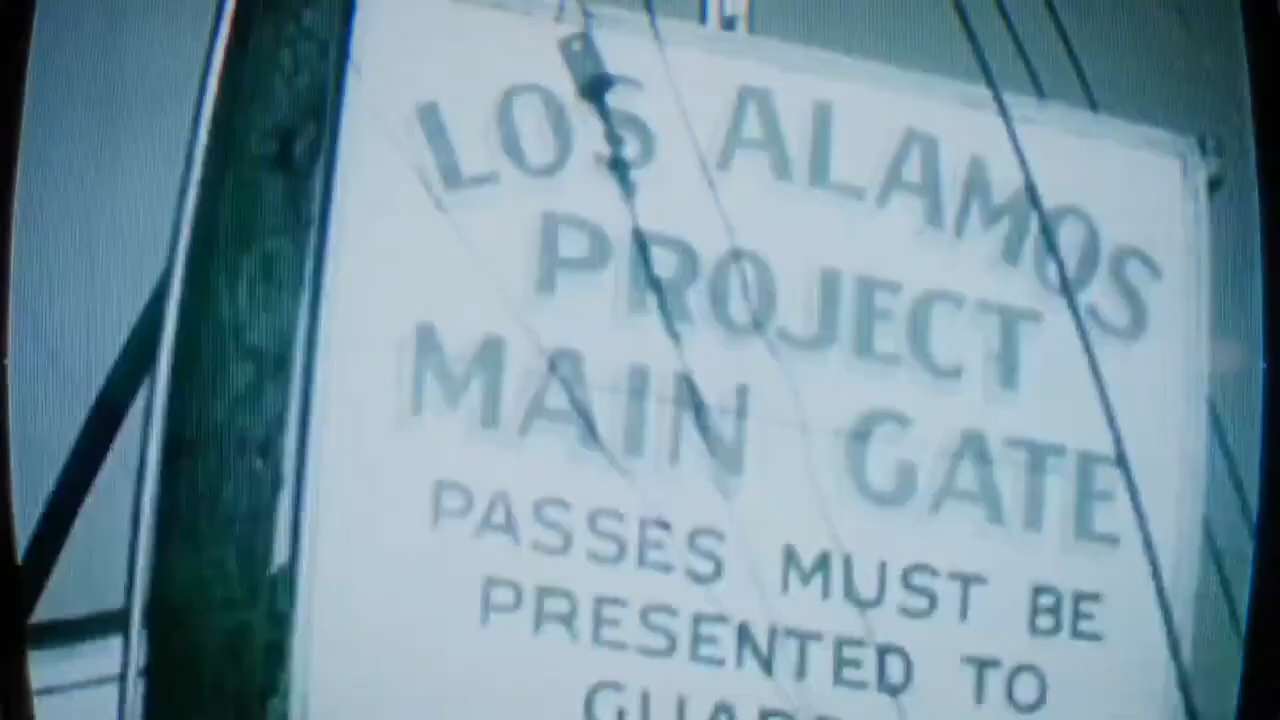 LOS ALAMOS
PROJECT
MAIN GATE
PASSES MUST BE
PRESENTED TO